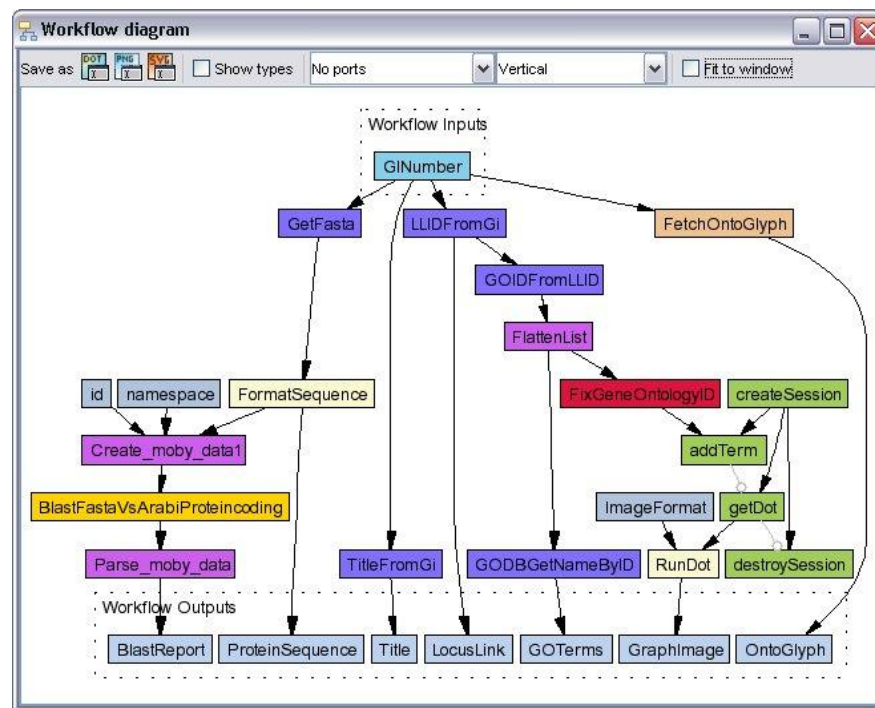 Workflow diagram
Save as DOT PNG SVG Show types No ports Vertical Fit to window
Workflow Inputs
GINumber
GetFasta LLIDFromGi FetchOntoGlyph
GOIDFromLLID
FlattenList
id namespace FormatSequence FixGeneOntologyID createSession
Create_moby_data1 addTerm
BlastFastaVsArabiProteincoding ImageFormat getDot
Parse_moby_data TitleFromGi GODBGetNameByID RunDot destroySession
Workflow Outputs
BlastReport ProteinSequence Title LocusLink GOTerms GraphImage OntoGlyph